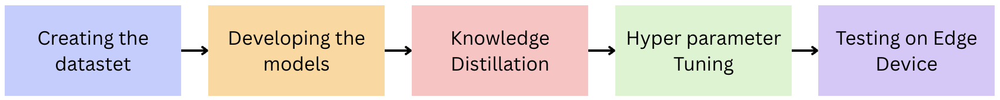 Creating the
datastet
Developing the
models
Knowledge
Distillation
Hyper parameter
Tuning
Testing on Edge
Device